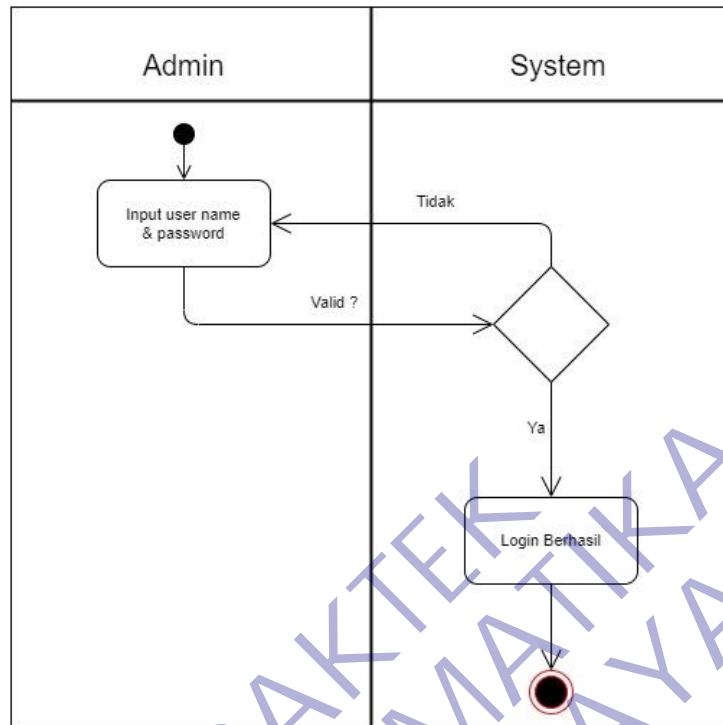 Admin
System
Input user name
& password
Tidak
Valid ?
Ya
Login Berhasil